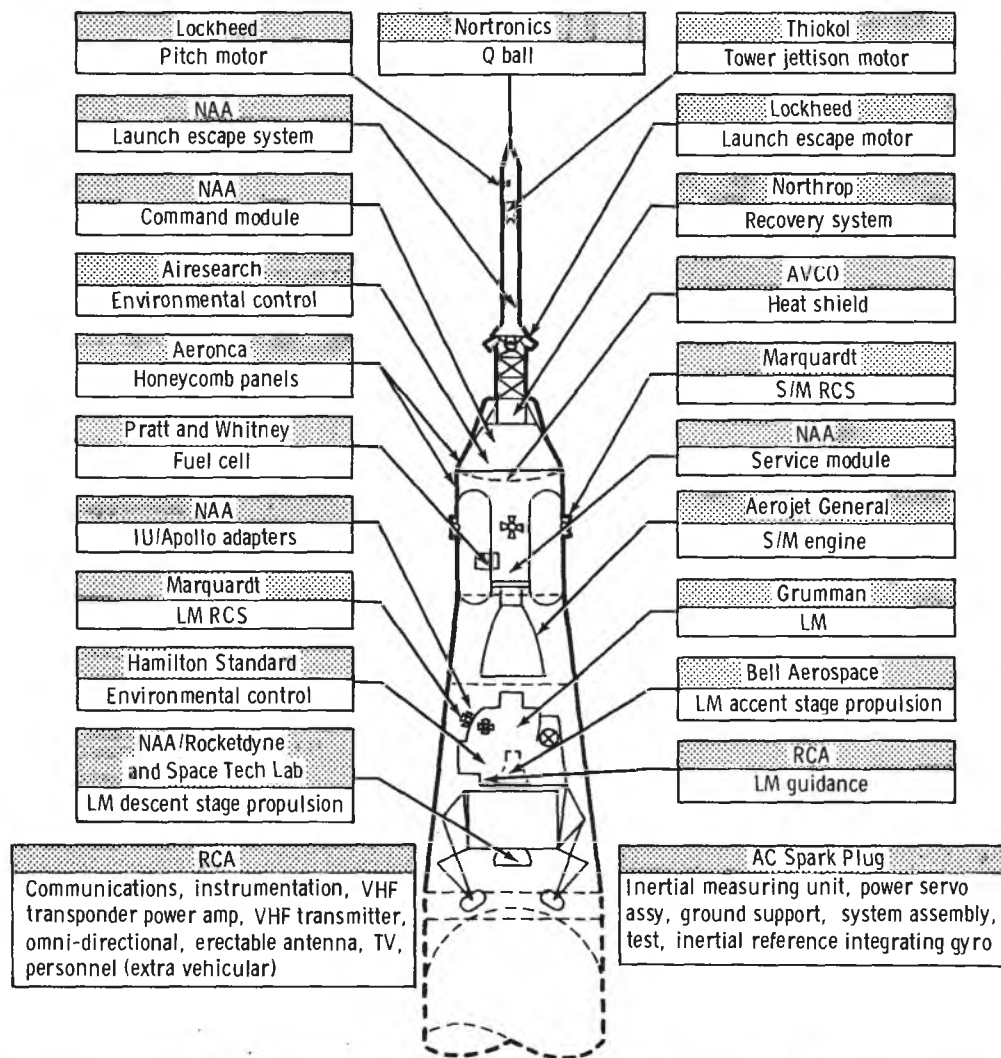 Lockheed
Pitch motor
Nortronics
Q ball
Thiokol
Tower jettison motor
NAA
Launch escape system
Lockheed
Launch escape motor
NAA
Command module
Northrop
Recovery system
Airesearch
Environmental control
AVCO
Heat shield
Aeronca
Honeycomb panels
Marquardt
S/M RCS
Pratt and Whitney
Fuel cell
NAA
Service module
NAA
IU/Apollo adapters
Aerojet General
S/M engine
Marquardt
LM RCS
Grumman
LM
Hamilton Standard
Environmental control
Bell Aerospace
LM accent stage propulsion
NAA/Rocketdyne
and Space Tech Lab
LM descent stage propulsion
RCA
LM guidance
RCA
Communications, instrumentation, VHF
transponder power amp, VHF transmitter,
omni-directional, erectable antenna, TV,
personnel (extra vehicular)
AC Spark Plug
Inertial measuring unit, power servo
assy, ground support, system assembly,
test, inertial reference integrating gyro